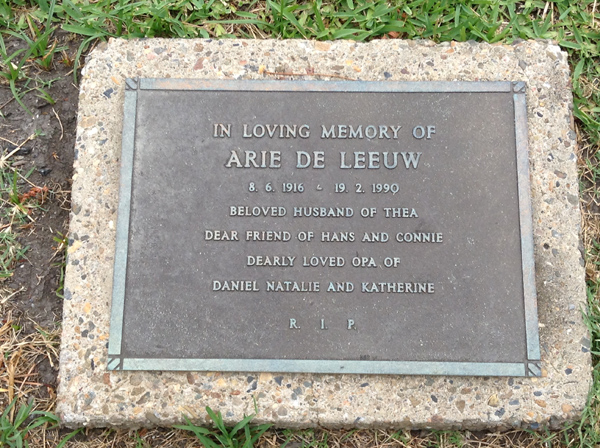 IN LOVING MEMORY OF
ARIE DE LEEUW
8. 6. 1916 & 19. 2. 1990
BELOVED HUSBAND OF THEA
DEAR FRIEND OF HANS AND CONNIE
DEARLY LOVED OPA OF
DANIEL NATALIE AND KATHERINE
R. I. P.